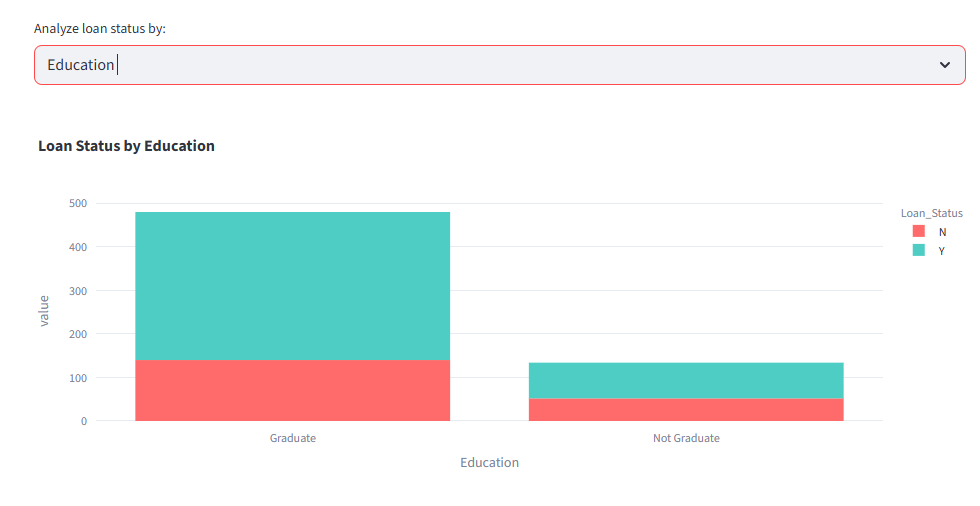 Analyze loan status by:
Education
Loan Status by Education
500
400
300
200
100
0
value
Graduate
Not Graduate
Education
Loan_Status
N
Y